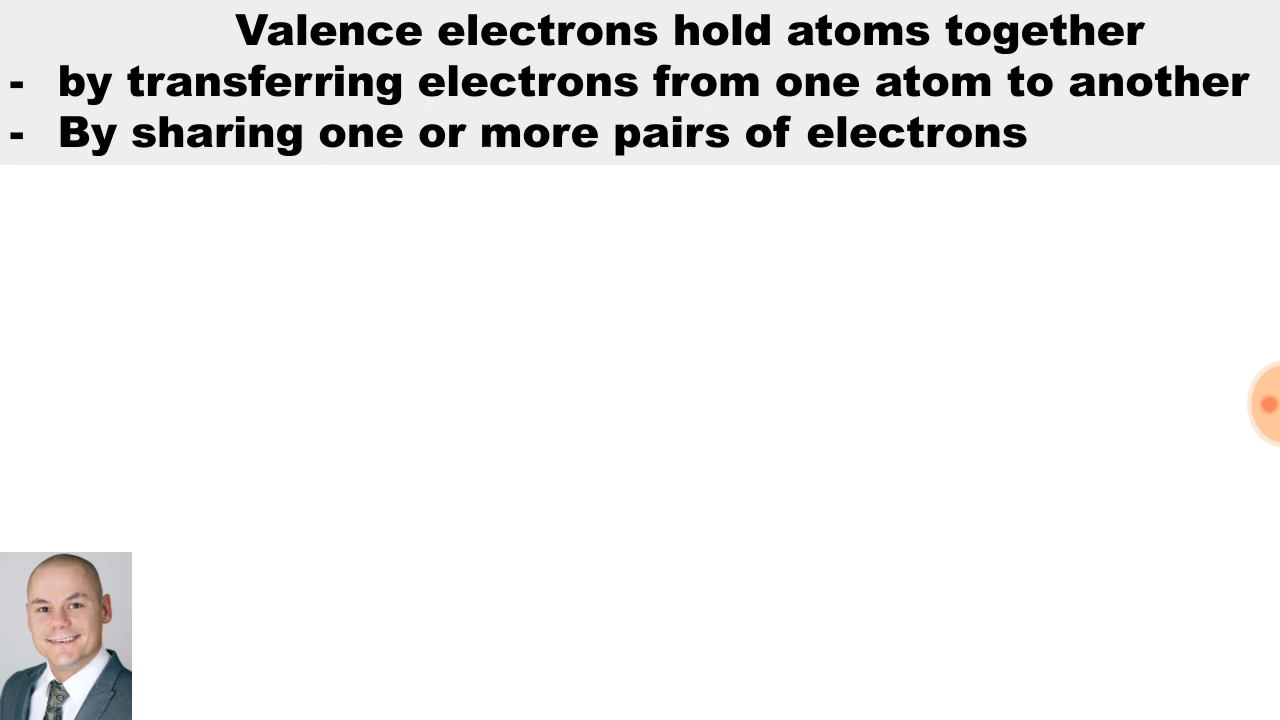 Valence electrons hold atoms together
- by transferring electrons from one atom to another
- By sharing one or more pairs of electrons